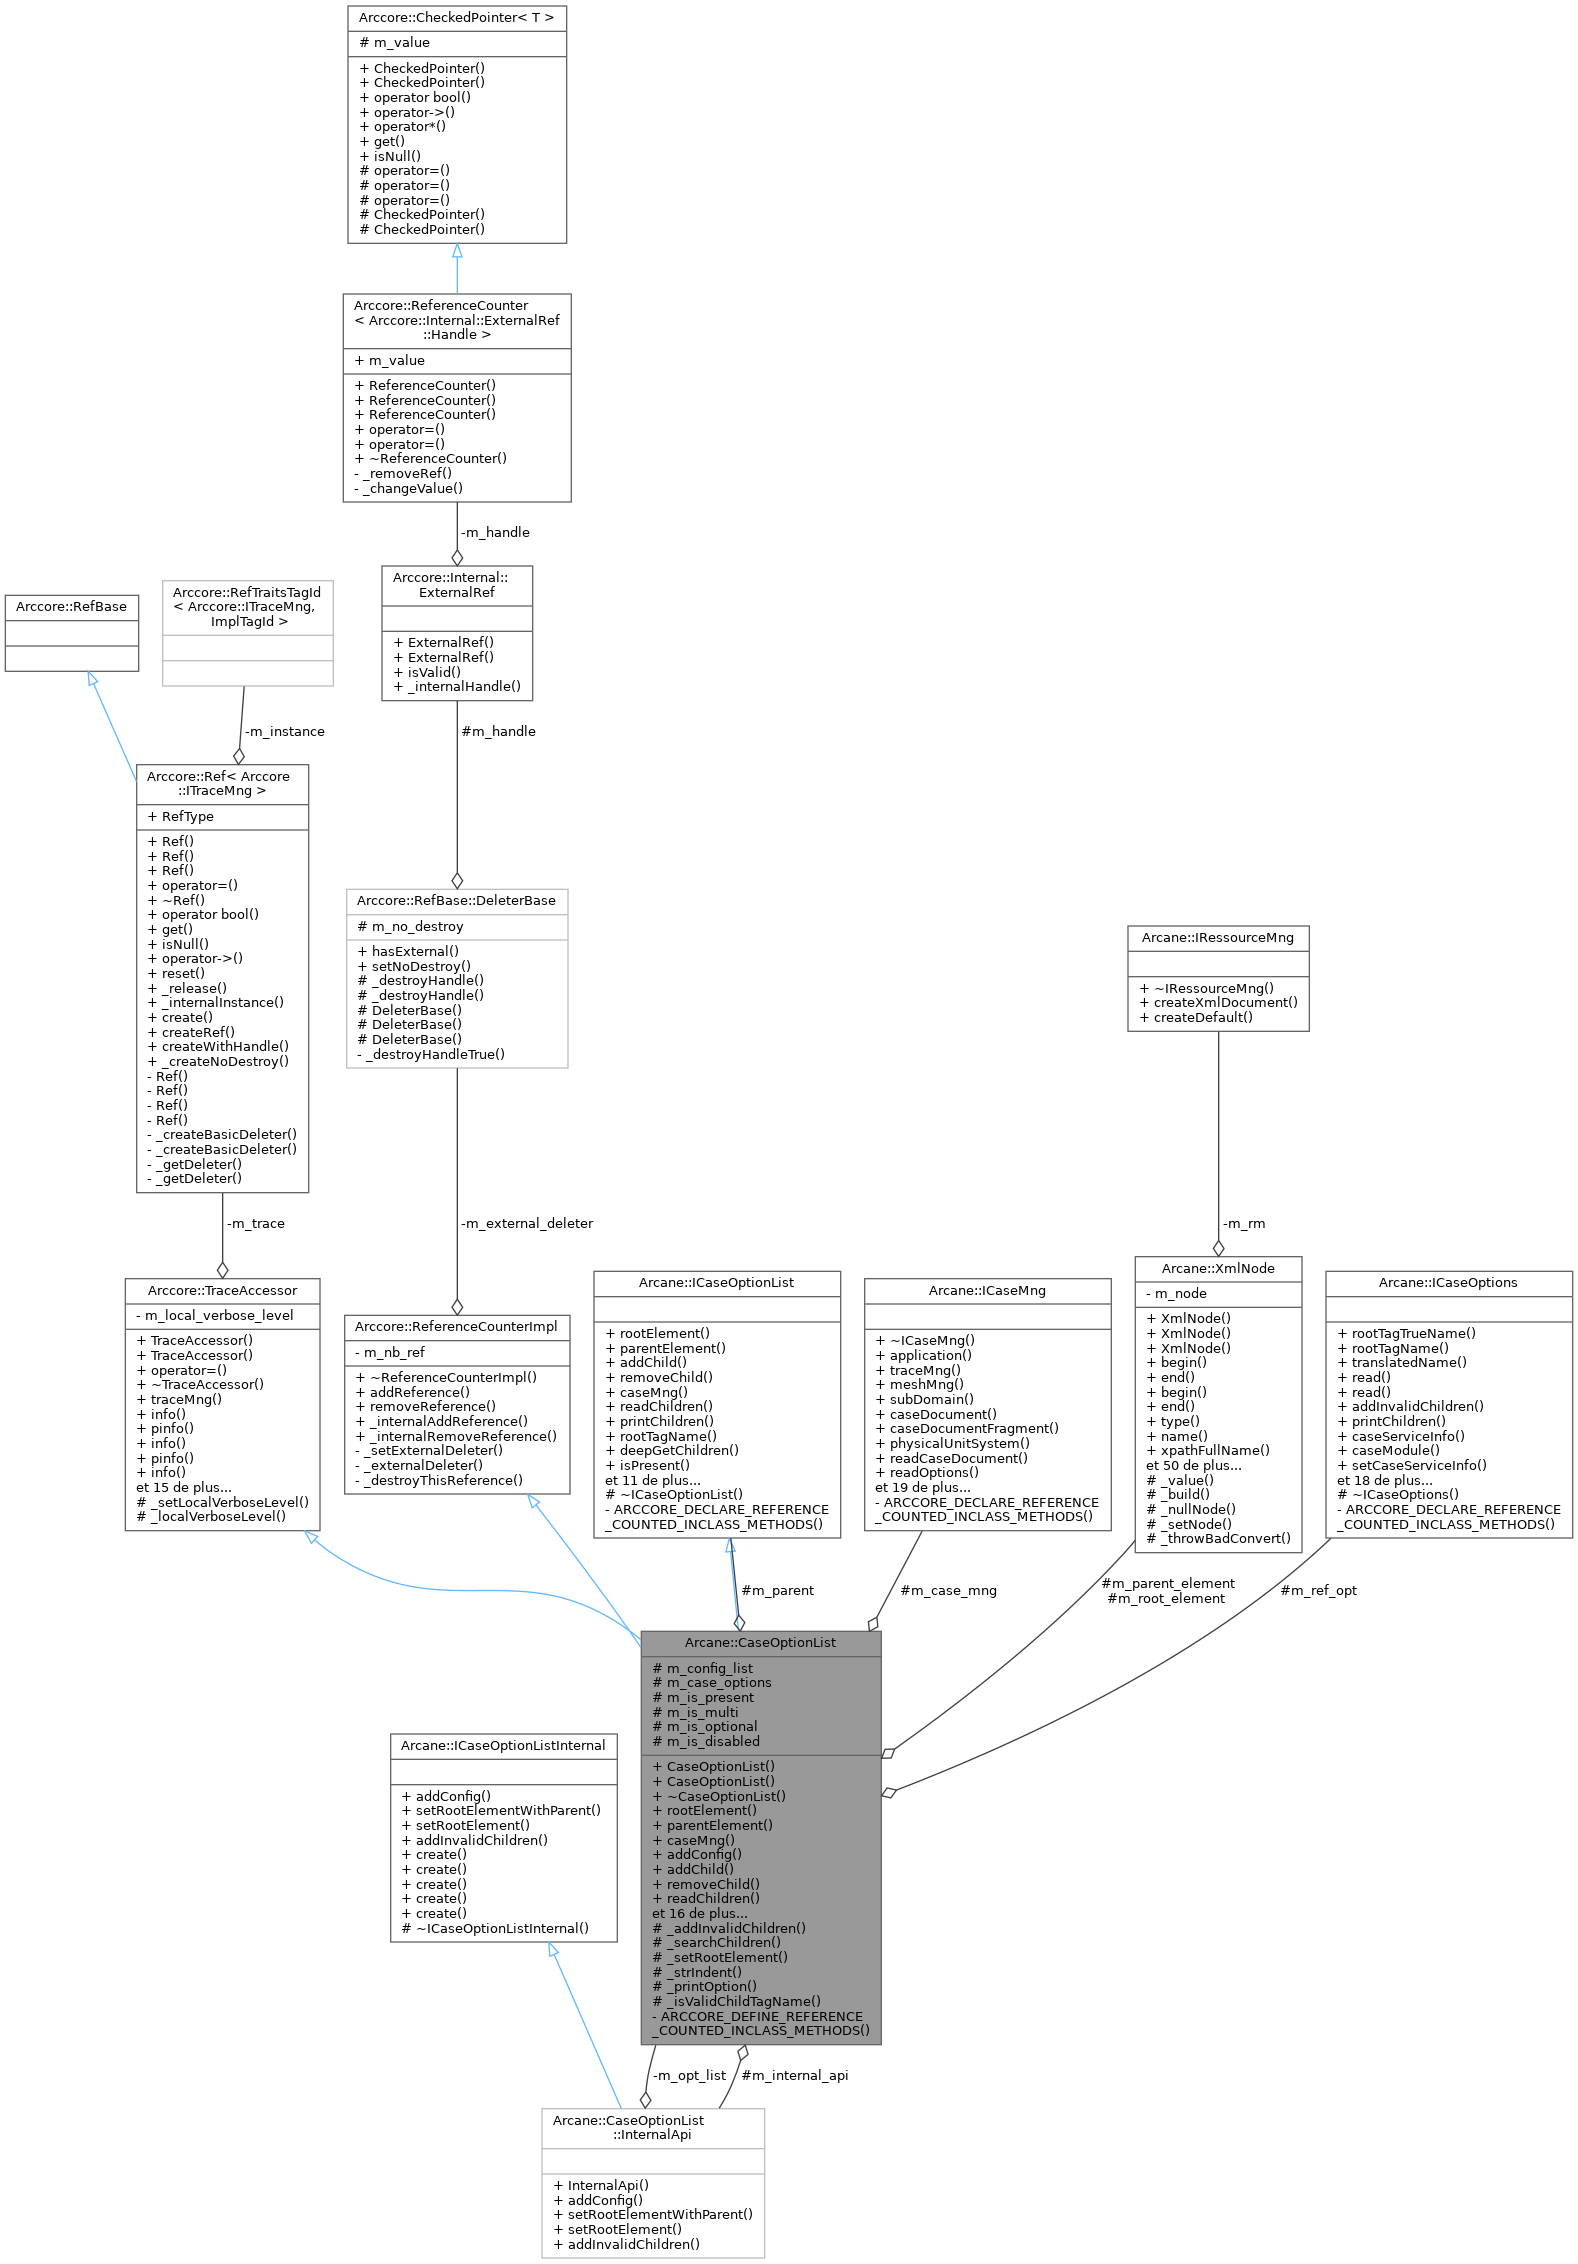 Arccore::CheckedPointer< T >
# m_value
+ CheckedPointer()
+ CheckedPointer()
+ operator bool()
+ operator->()
+ operator*()
+ get()
+ isNull()
# operator=()
# operator=()
# operator=()
# CheckedPointer()
# CheckedPointer()
Arccore::ReferenceCounter
< Arccore::Internal::ExternalRef
::Handle >
+ m_value
+ ReferenceCounter()
+ ReferenceCounter()
+ ReferenceCounter()
+ operator=()
+ operator=()
+ ~ReferenceCounter()
- _removeRef()
- _changeValue()
-m_handle
Arccore::Internal::
ExternalRef
+ ExternalRef()
+ ExternalRef()
+ isValid()
+ _internalHandle()
Arccore::RefBase
Arccore::RefTraitsTagId
< Arccore::ITraceMng,
ImplTagId >
-m_instance
#m_handle
Arccore::Ref< Arccore
::ITraceMng >
+ RefType
+ Ref()
+ Ref()
+ Ref()
+ operator=()
+ ~Ref()
+ operator bool()
+ get()
+ isNull()
+ operator->()
+ reset()
+ _release()
+ _internalInstance()
+ create()
+ createRef()
+ createWithHandle()
+ _createNoDestroy()
- Ref()
- Ref()
- Ref()
- Ref()
- _createBasicDeleter()
- _createBasicDeleter()
- _getDeleter()
- _getDeleter()
Arccore::RefBase::DeleterBase
# m_no_destroy
+ hasExternal()
+ setNoDestroy()
# _destroyHandle()
# _destroyHandle()
# DeleterBase()
# DeleterBase()
# DeleterBase()
- _destroyHandleTrue()
Arcane::IRessourceMng
+ ~IRessourceMng()
+ createXmlDocument()
+ createDefault()
-m_trace
-m_external_deleter
-m_rm
Arccore::TraceAccessor
- m_local_verbose_level
+ TraceAccessor()
+ TraceAccessor()
+ operator=()
+ ~TraceAccessor()
+ traceMng()
+ info()
+ pinfo()
+ info()
+ pinfo()
+ info()
et 15 de plus...
# _setLocalVerboseLevel()
# _localVerboseLevel()
Arccore::ReferenceCounterImpl
- m_nb_ref
+ ~ReferenceCounterImpl()
+ addReference()
+ removeReference()
+ _internalAddReference()
+ _internalRemoveReference()
- _setExternalDeleter()
- _externalDeleter()
- _destroyThisReference()
Arcane::ICaseOptionList
+ rootElement()
+ parentElement()
+ addChild()
+ removeChild()
+ caseMng()
+ readChildren()
+ printChildren()
+ rootTagName()
+ deepGetChildren()
+ isPresent()
et 11 de plus...
# ~ICaseOptionList()
- ARCCORE_DECLARE_REFERENCE
_COUNTED_INCLASS_METHODS()
Arcane::ICaseMng
+ ~ICaseMng()
+ application()
+ traceMng()
+ meshMng()
+ subDomain()
+ caseDocument()
+ caseDocumentFragment()
+ physicalUnitSystem()
+ readCaseDocument()
+ readOptions()
et 19 de plus...
- ARCCORE_DECLARE_REFERENCE
_COUNTED_INCLASS_METHODS()
Arcane::XmlNode
- m_node
+ XmlNode()
+ XmlNode()
+ XmlNode()
+ begin()
+ end()
+ begin()
+ end()
+ type()
+ name()
+ xpathFullName()
et 50 de plus...
# _value()
# _build()
# _nullNode()
# _setNode()
# _throwBadConvert()
Arcane::ICaseOptions
+ rootTagTrueName()
+ rootTagName()
+ translatedName()
+ read()
+ read()
+ addInvalidChildren()
+ printChildren()
+ caseServiceInfo()
+ caseModule()
+ setCaseServiceInfo()
et 18 de plus...
# ~ICaseOptions()
- ARCCORE_DECLARE_REFERENCE
_COUNTED_INCLASS_METHODS()
#m_parent
#m_case_mng
#m_parent_element
#m_root_element
#m_ref_opt
Arcane::CaseOptionList
# m_config_list
# m_case_options
# m_is_present
# m_is_multi
# m_is_optional
# m_is_disabled
+ CaseOptionList()
+ CaseOptionList()
+ ~CaseOptionList()
+ rootElement()
+ parentElement()
+ caseMng()
+ addConfig()
+ addChild()
+ removeChild()
+ readChildren()
et 16 de plus...
# _addInvalidChildren()
# _searchChildren()
# _setRootElement()
# _strIndent()
# _printOption()
# _isValidChildTagName()
- ARCCORE_DEFINE_REFERENCE
_COUNTED_INCLASS_METHODS()
Arcane::ICaseOptionListInternal
+ addConfig()
+ setRootElementWithParent()
+ setRootElement()
+ addInvalidChildren()
+ create()
+ create()
+ create()
+ create()
+ create()
# ~ICaseOptionListInternal()
-m_opt_list
#m_internal_api
Arcane::CaseOptionList
::InternalApi
+ InternalApi()
+ addConfig()
+ setRootElementWithParent()
+ setRootElement()
+ addInvalidChildren()